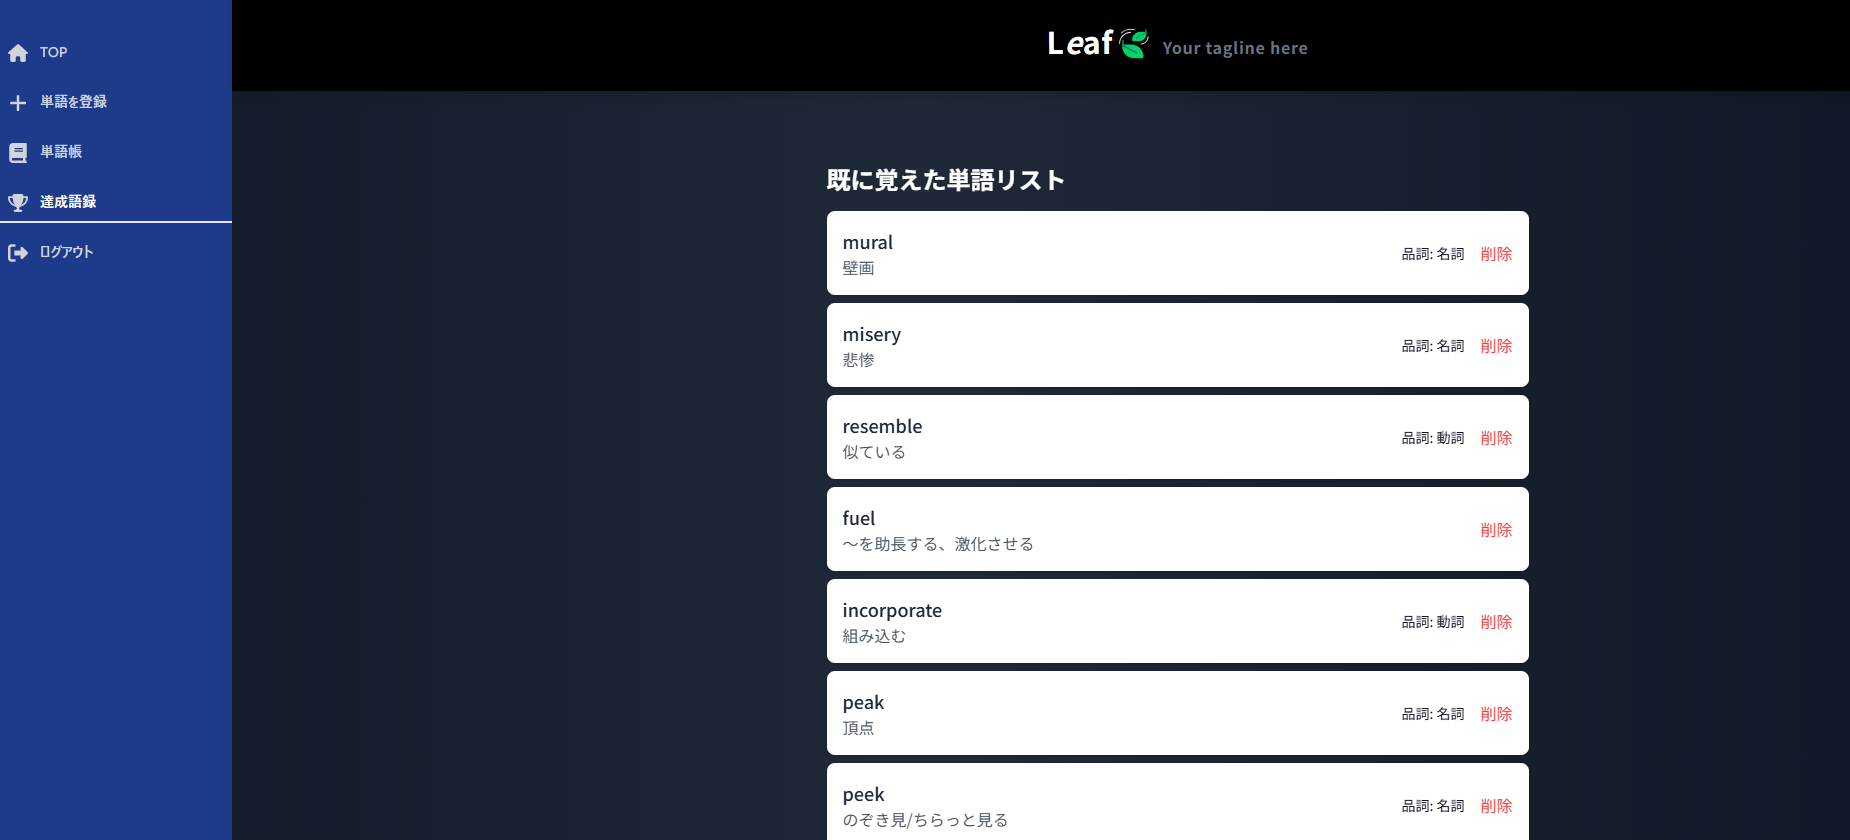 TOP
単語を登録
単語帳
達成語録
ログアウト
Leaf Your tagline here
既に覚えた単語リスト
mural
壁画
品詞: 名詞 削除
misery
悲惨
品詞: 名詞 削除
resemble
似ている
品詞: 動詞 削除
fuel
〜を助長する、激化させる
削除
incorporate
組み込む
品詞: 動詞 削除
peak
頂点
品詞: 名詞 削除
peek
のぞき見/ちらっと見る
品詞: 名詞 削除